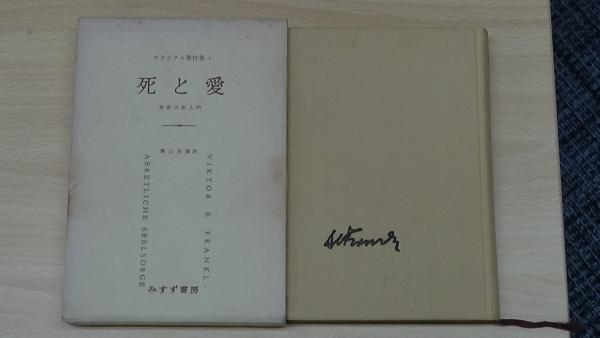 フランクル著作集 2
死と愛
実存分析入門
霜山徳爾訳
VIKTOR E. FRANKL
AERZTLICHE SEELSORGE
みすず書房